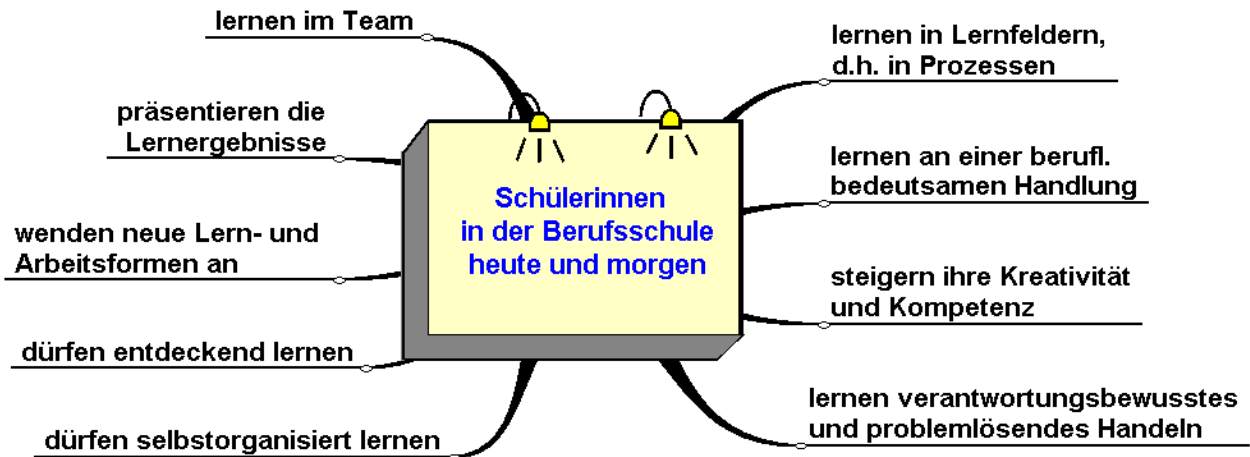 Schülerinnen
in der Berufsschule
heute und morgen
lernen im Team
präsentieren die
Lernergebnisse
wenden neue Lern- und
Arbeitsformen an
dürfen entdeckend lernen
dürfen selbstorganisiert lernen
lernen in Lernfeldern,
d.h. in Prozessen
lernen an einer berufl.
bedeutsamen Handlung
steigern ihre Kreativität
und Kompetenz
lernen verantwortungsbewusstes
und problemlösendes Handeln